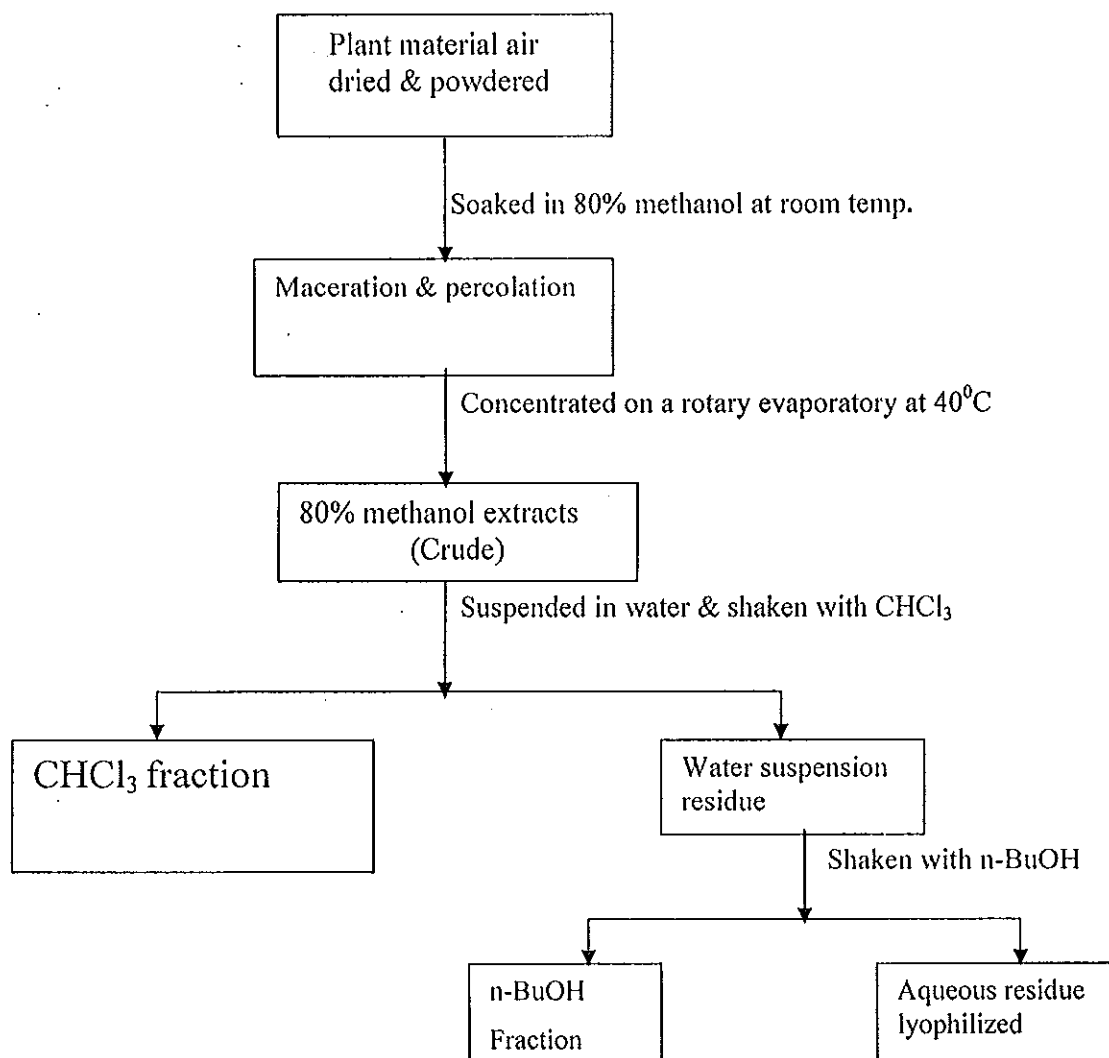 Plant material air
dried & powdered
Soaked in 80% methanol at room temp.
Maceration & percolation
Concentrated on a rotary evaporatory at 40⁰C
80% methanol extracts
(Crude)
Suspended in water & shaken with CHCl₃
CHCl₃ fraction
Water suspension
residue
Shaken with n-BuOH
n-BuOH
Fraction
Aqueous residue
lyophilized